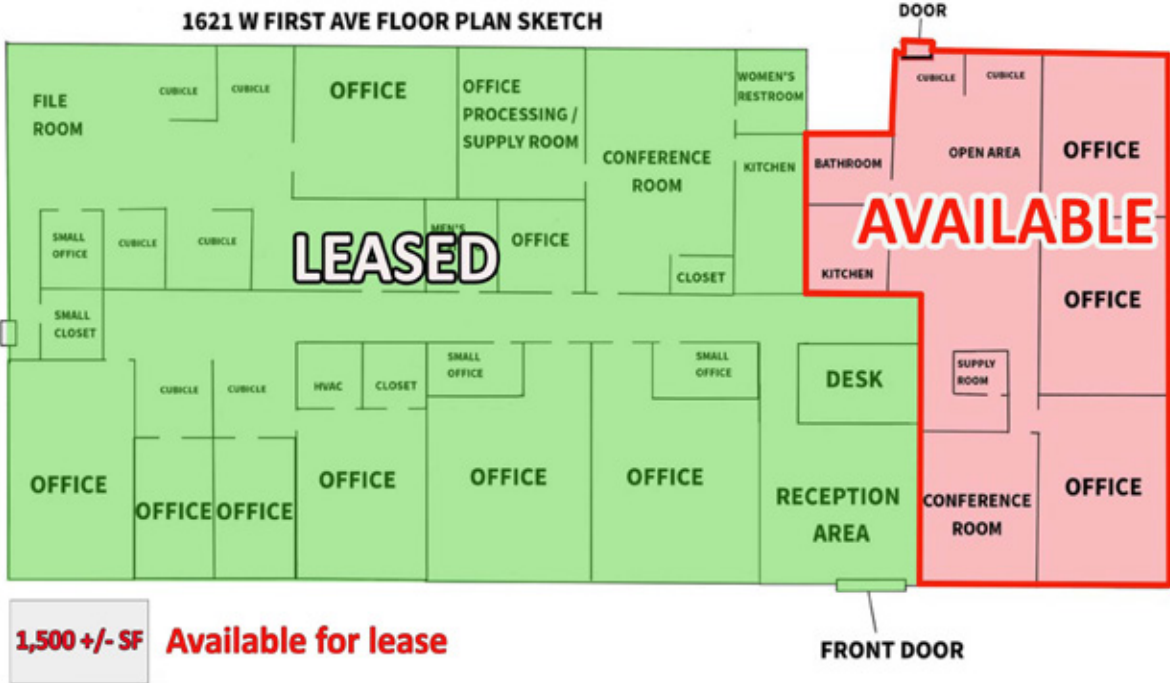 1621 W FIRST AVE FLOOR PLAN SKETCH
DOOR
FILE
ROOM
CUBICLE
CUBICLE
OFFICE
OFFICE
PROCESSING /
SUPPLY ROOM
CONFERENCE
ROOM
WOMEN'S
RESTROOM
KITCHEN
BATHROOM
CUBICLE
CUBICLE
OPEN AREA
OFFICE
SMALL
OFFICE
CUBICLE
CUBICLE
LEASED
MEN'S
OFFICE
CLOSET
KITCHEN
AVAILABLE
OFFICE
SMALL
CLOSET
CUBICLE
CUBICLE
HVAC
CLOSET
SMALL
OFFICE
SMALL
OFFICE
DESK
SUPPLY
ROOM
OFFICE
OFFICE
OFFICE
OFFICE
OFFICE
OFFICE
RECEPTION
AREA
CONFERENCE
ROOM
OFFICE
1,500 +/- SF
Available for lease
FRONT DOOR